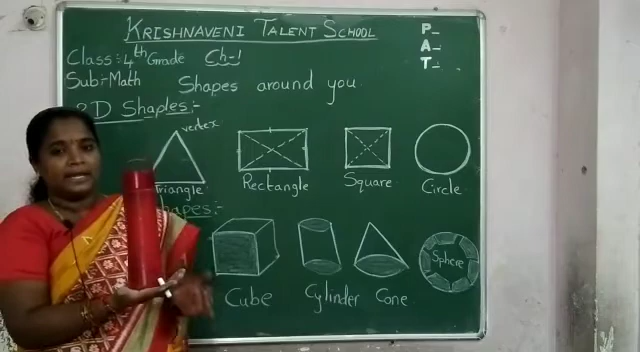 KRISHNAVENI TALENT SCHOOL
P-
A-
T-
Class:- 4th Grade Ch-1
Sub:- Math Shapes around you
2D Shaples:-
vertex
Triangle Rectangle Square Circle
hapes:-
Cube Cylinder Cone Sphere